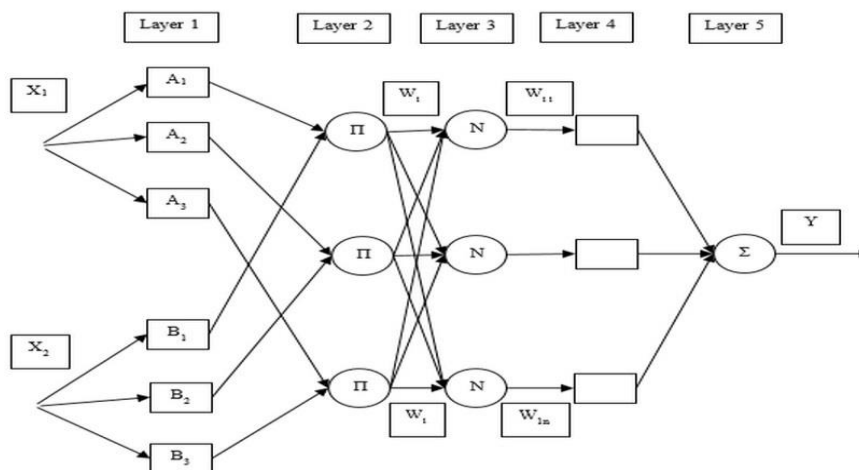 Layer 1
Layer 2
Layer 3
Layer 4
Layer 5
X₁
A₁
A₂
A₃
Π
W₁
N
W₁₁
Π
N
Σ
Y
X₂
B₁
B₂
B₃
Π
W₁
N
W₁ₙ